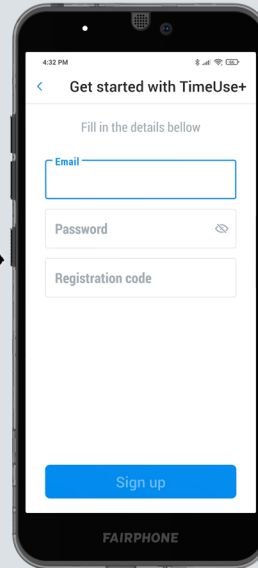 4:32 PM
Get started with TimeUse+
Fill in the details bellow
Email
Password
Registration code
Sign up
FAIRPHONE